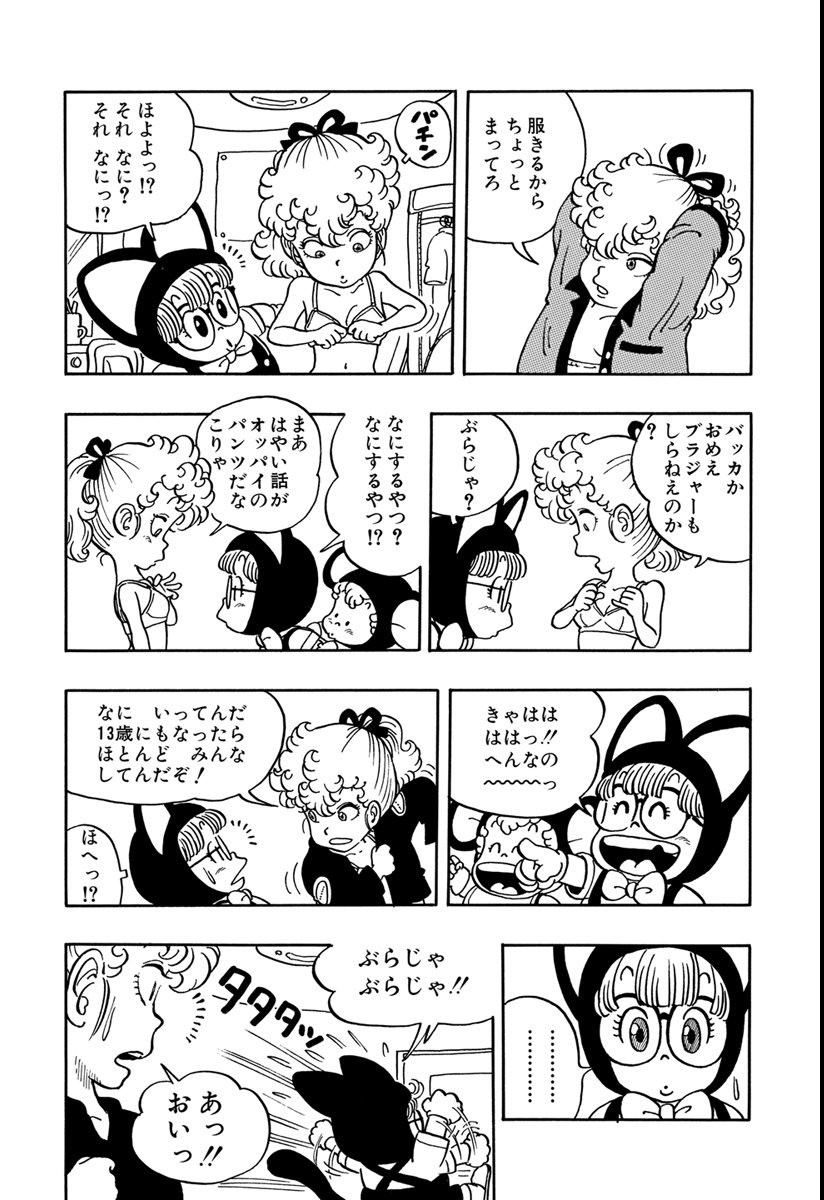 服きるから
ちょっと
まってろ
パチン
ほよよっ!?
それ なに?
それ なにっ!?
バッカか
おめえ
ブラジャーも
しらねえのか
?
ぶらじゃ?
なにするやつ?
なにするやつ!?
まあ
はやい話が
オッパイの
パンツだな
こりゃ
きゃはは
ははっ!!
へんなの
〜〜〜〜っ
なに いってんだ
13歳にもなったら
ほとんど みんな
してんだぞ!
ほへっ!?
………
………
ぶらじゃ
ぶらじゃ!!
タタタッ
あっ!!
おいっ